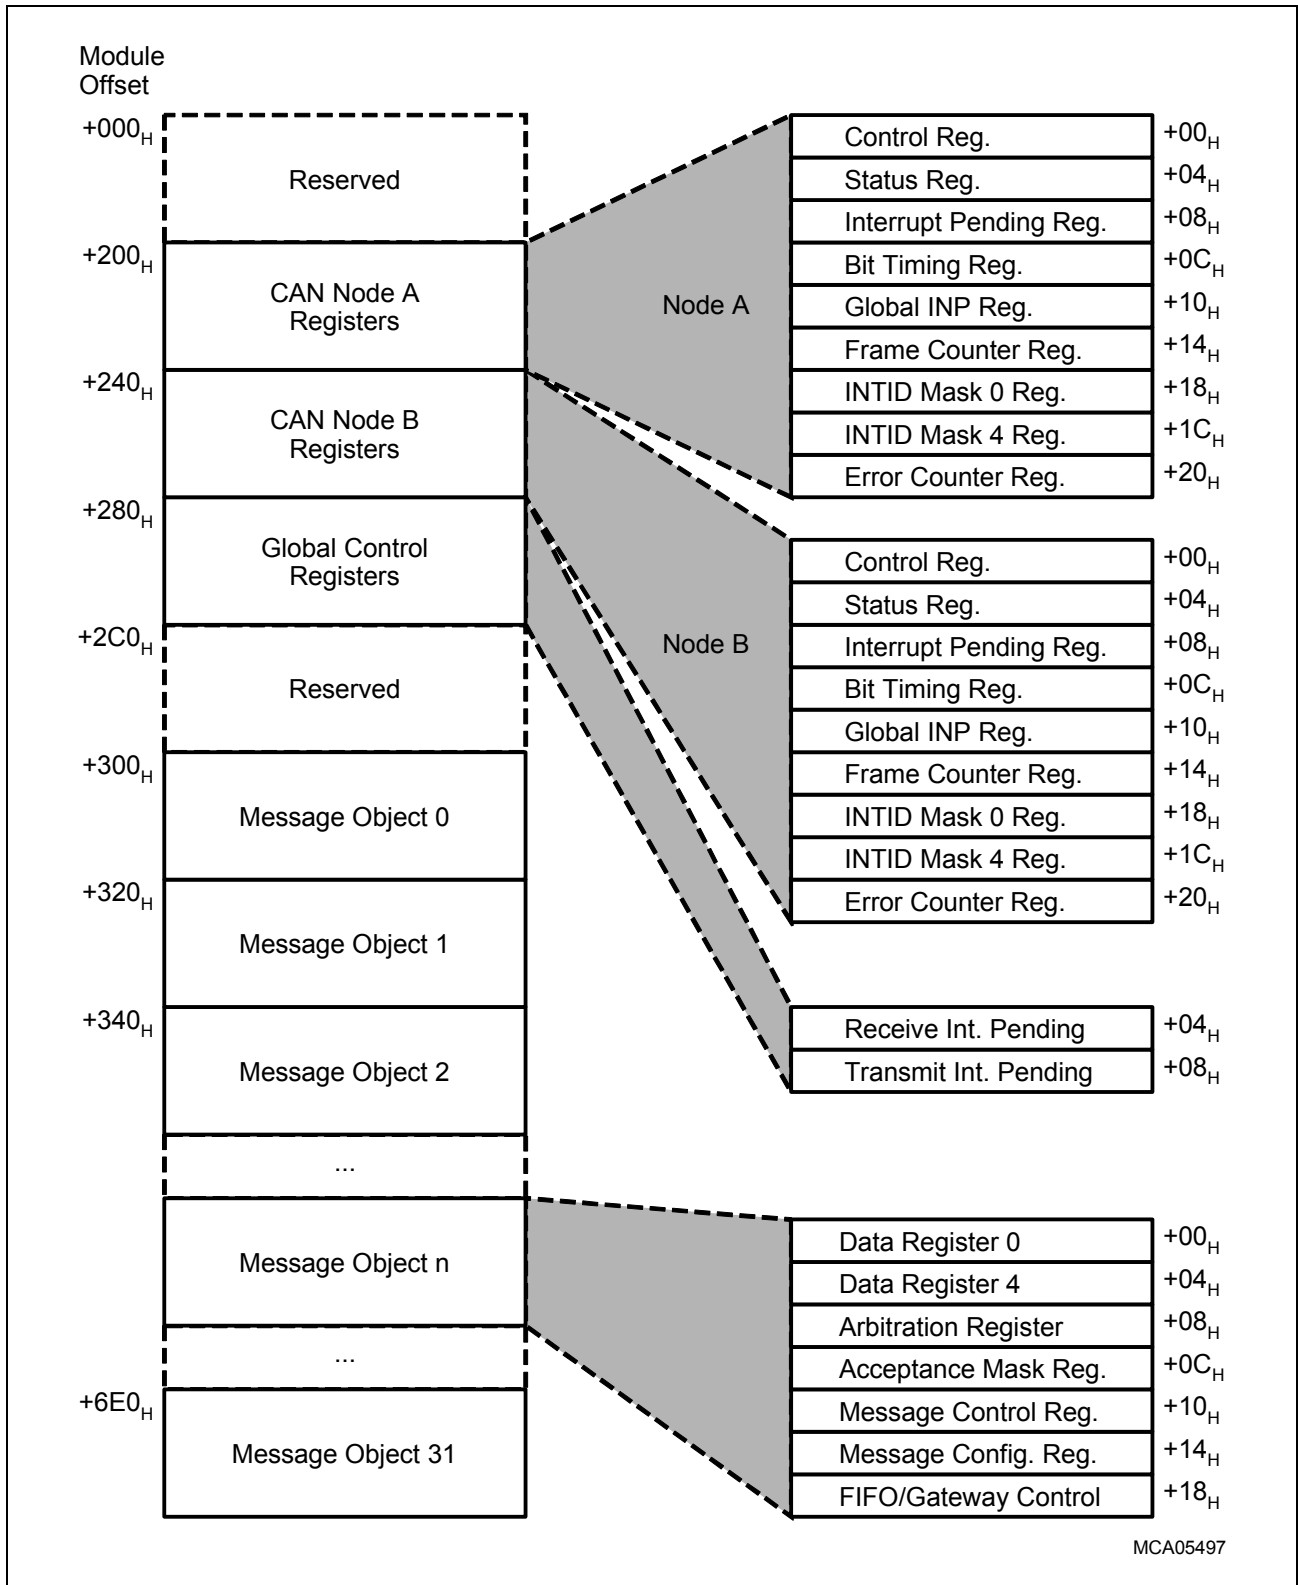 Module
Offset
+000H
Reserved
+200H
CAN Node A
Registers
+240H
CAN Node B
Registers
+280H
Global Control
Registers
+2C0H
Reserved
+300H
Message Object 0
+320H
Message Object 1
+340H
Message Object 2
...
Message Object n
...
+6E0H
Message Object 31
Node A
Control Reg. +00H
Status Reg. +04H
Interrupt Pending Reg. +08H
Bit Timing Reg. +0CH
Global INP Reg. +10H
Frame Counter Reg. +14H
INTID Mask 0 Reg. +18H
INTID Mask 4 Reg. +1CH
Error Counter Reg. +20H
Node B
Control Reg. +00H
Status Reg. +04H
Interrupt Pending Reg. +08H
Bit Timing Reg. +0CH
Global INP Reg. +10H
Frame Counter Reg. +14H
INTID Mask 0 Reg. +18H
INTID Mask 4 Reg. +1CH
Error Counter Reg. +20H
Receive Int. Pending +04H
Transmit Int. Pending +08H
Data Register 0 +00H
Data Register 4 +04H
Arbitration Register +08H
Acceptance Mask Reg. +0CH
Message Control Reg. +10H
Message Config. Reg. +14H
FIFO/Gateway Control +18H
MCA05497